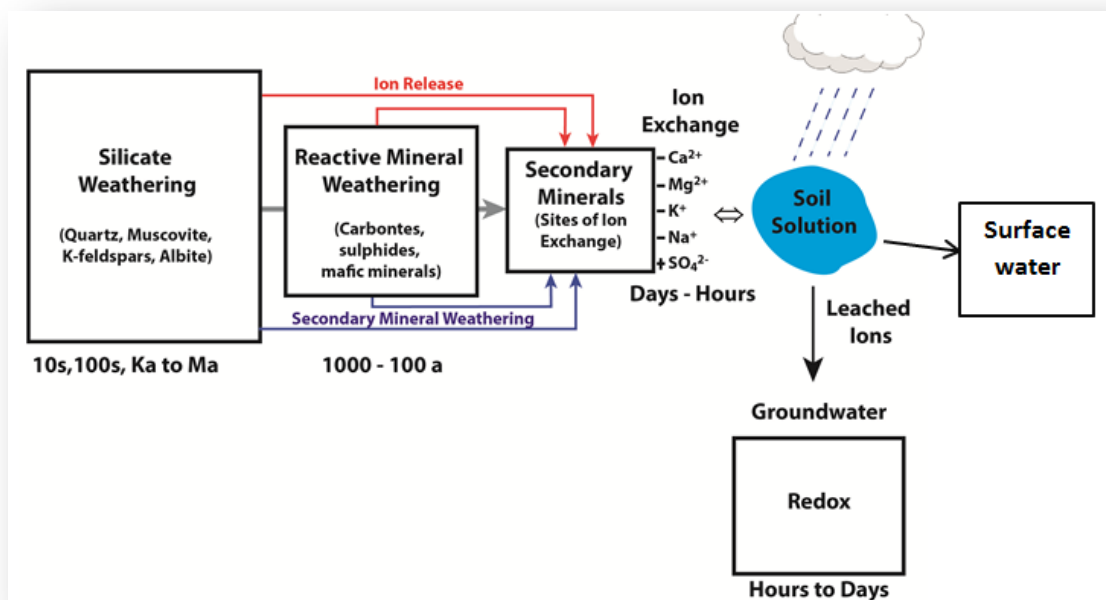 Silicate
Weathering
(Quartz, Muscovite,
K-feldspars, Albite)
10s,100s, Ka to Ma
Ion Release
Reactive Mineral
Weathering
(Carbontes,
sulphides,
mafic minerals)
Secondary Mineral Weathering
1000 - 100 a
Secondary
Minerals
(Sites of Ion
Exchange)
Ion
Exchange
- Ca²⁺
- Mg²⁺
- K⁺
- Na⁺
+ SO₄²⁻
Days - Hours
⇔
Soil
Solution
Surface
water
Leached
Ions
Groundwater
Redox
Hours to Days